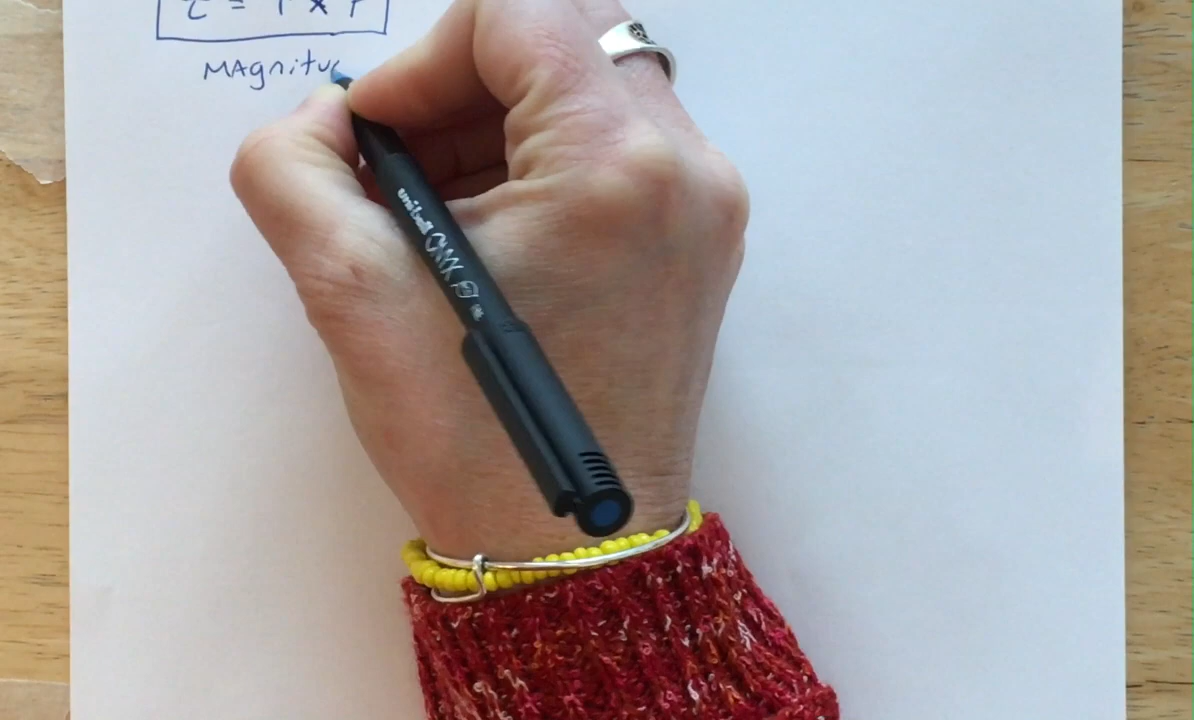 τ = r x F
MAgnitu
uni-ball ONYX